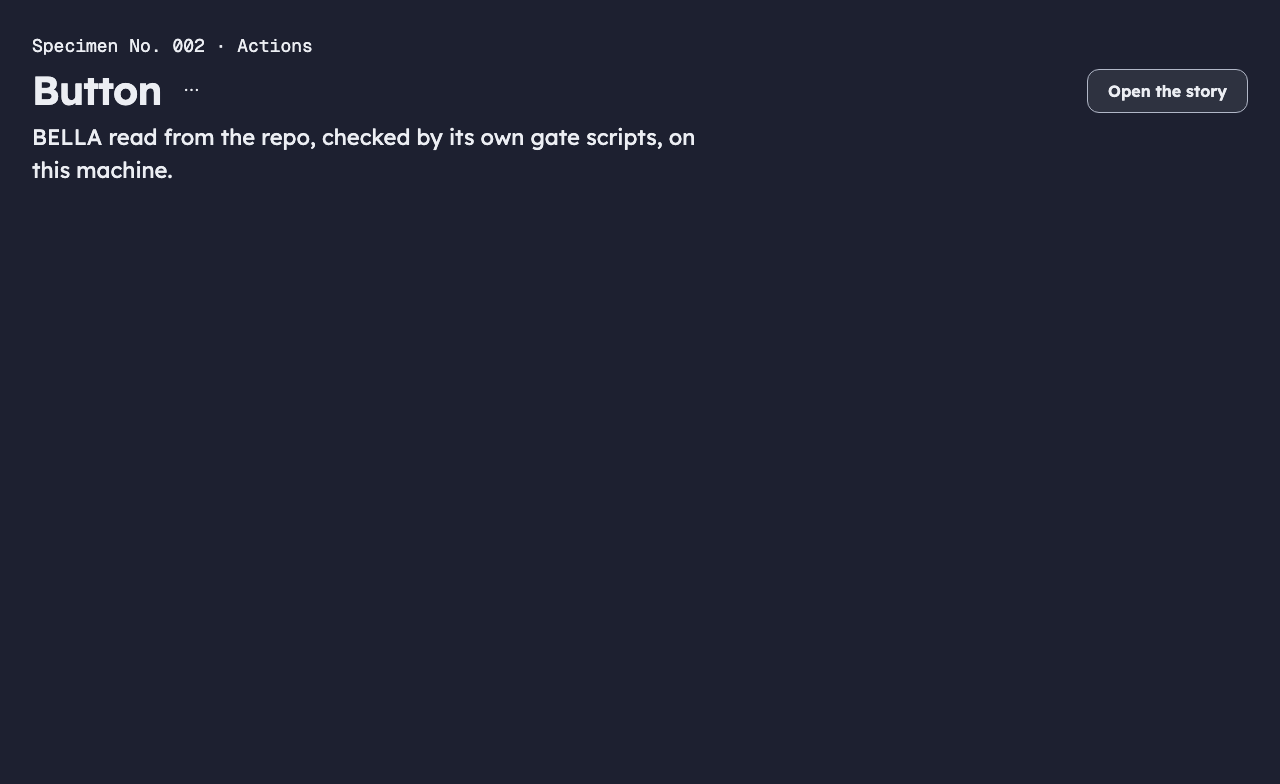 Specimen No. 002 · Actions
Button ...
Open the story
BELLA read from the repo, checked by its own gate scripts, on
this machine.